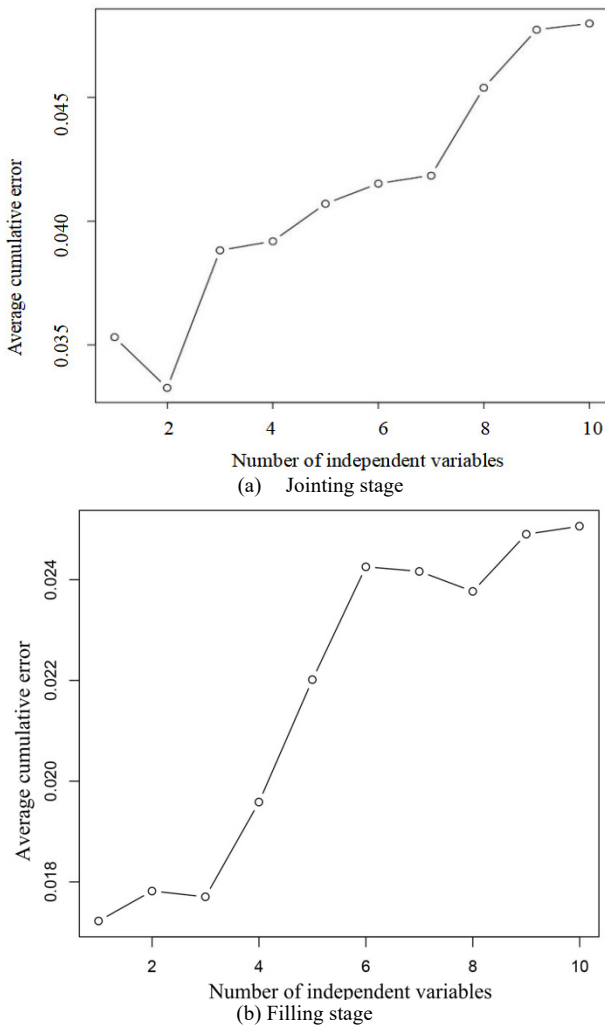 Average cumulative error
0.045
0.040
0.035
2 4 6 8 10
Number of independent variables
(a) Jointing stage
Average cumulative error
0.024
0.022
0.020
0.018
2 4 6 8 10
Number of independent variables
(b) Filling stage